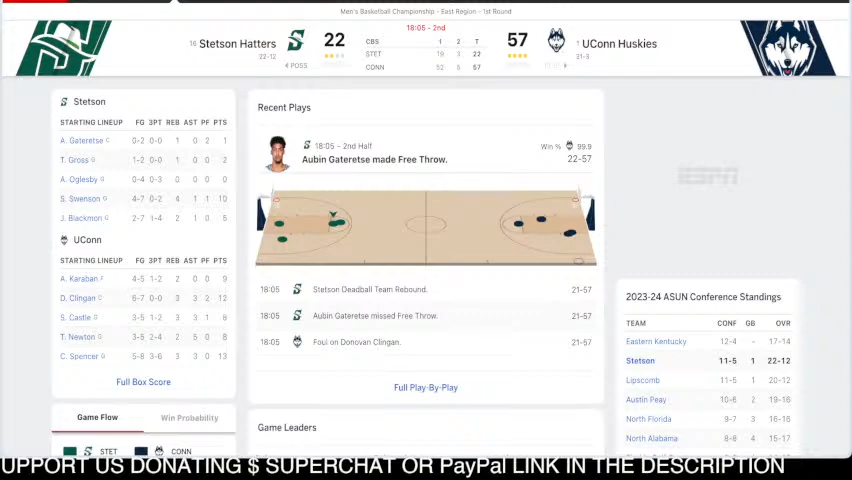 Men's Basketball Championship - East Region - 1st Round
18:05 - 2nd
16 Stetson Hatters 22 57 1 UConn Huskies
22-12 31-3
CBS 1 2 T
STET 19 3 22
CONN 52 5 57
POSS
Stetson
STARTING LINEUP FG 3PT REB AST PF PTS
A. Gateretse C 0-2 0-0 1 0 2 1
T. Gross G 1-2 0-0 1 0 0 2
A. Oglesby G 0-4 0-3 0 0 0 0
S. Swenson G 4-7 0-2 4 1 1 10
J. Blackmon G 2-7 1-4 2 1 0 5
UConn
STARTING LINEUP FG 3PT REB AST PF PTS
A. Karaban F 4-5 1-2 2 0 0 9
D. Clingan C 6-7 0-0 3 3 2 12
S. Castle G 3-5 1-2 3 3 1 8
T. Newton G 3-5 2-4 2 5 0 8
C. Spencer G 5-8 3-6 3 3 0 13
Full Box Score
Game Flow Win Probability
STET CONN
Recent Plays
18:05 - 2nd Half
Aubin Gateretse made Free Throw.
Win % 99.9
22-57
18:05 Stetson Deadball Team Rebound. 21-57
18:05 Aubin Gateretse missed Free Throw. 21-57
18:05 Foul on Donovan Clingan. 21-57
Full Play-By-Play
Game Leaders
ESPN
2023-24 ASUN Conference Standings
TEAM CONF GB OVR
Eastern Kentucky 12-4 - 17-14
Stetson 11-5 1 22-12
Lipscomb 11-5 1 20-12
Austin Peay 10-6 2 19-16
North Florida 9-7 3 16-16
North Alabama 8-8 4 15-17
UPPORT US DONATING $ SUPERCHAT OR PayPal LINK IN THE DESCRIPTION